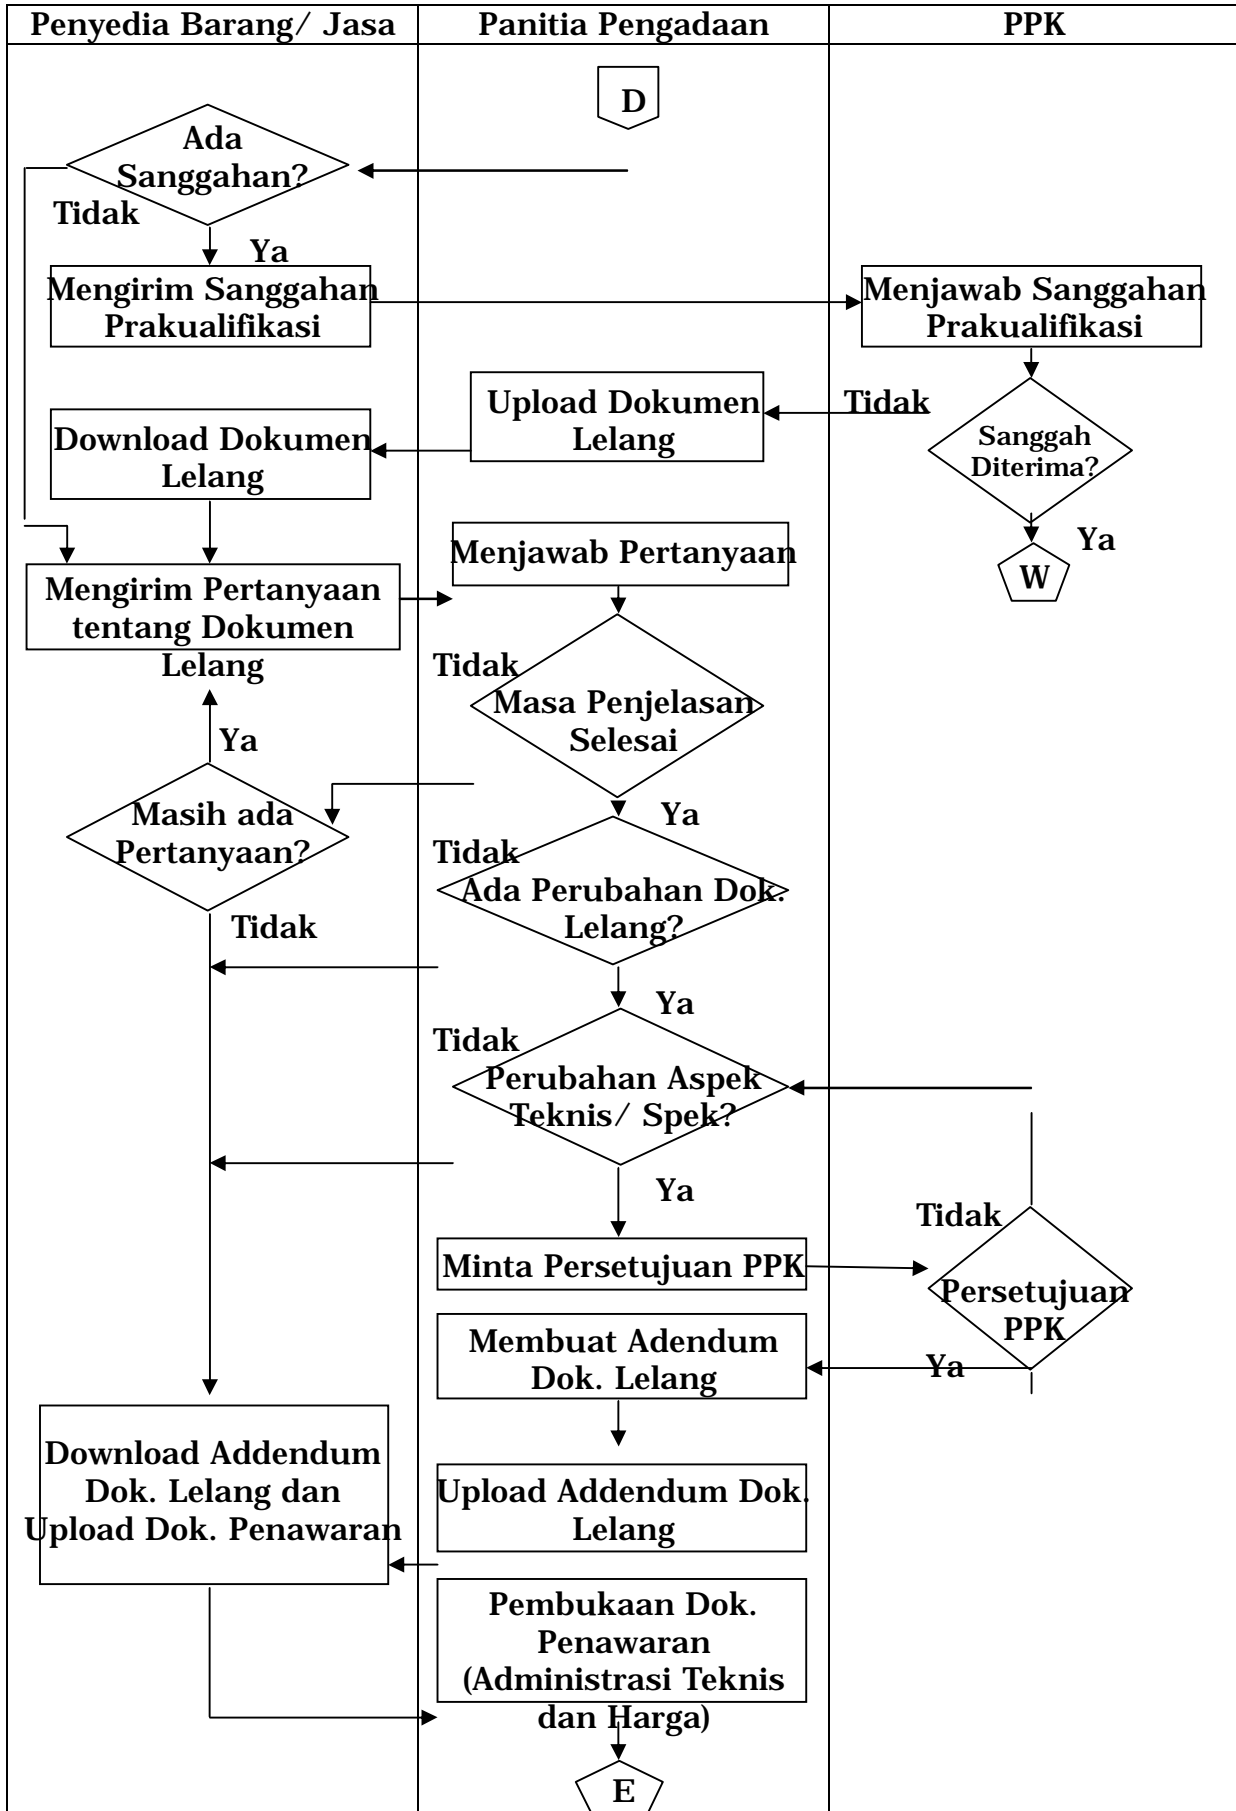 Penyedia Barang/ Jasa
Panitia Pengadaan
PPK
D
Ada
Sanggahan?
Tidak
Ya
Mengirim Sanggahan
Prakualifikasi
Menjawab Sanggahan
Prakualifikasi
Upload Dokumen
Lelang
Tidak
Sanggah
Diterima?
Download Dokumen
Lelang
Ya
W
Menjawab Pertanyaan
Mengirim Pertanyaan
tentang Dokumen
Lelang
Tidak
Masa Penjelasan
Selesai
Ya
Masih ada
Pertanyaan?
Ya
Tidak
Ada Perubahan Dok.
Lelang?
Tidak
Ya
Tidak
Perubahan Aspek
Teknis/ Spek?
Ya
Tidak
Minta Persetujuan PPK
Persetujuan
PPK
Membuat Adendum
Dok. Lelang
Ya
Download Addendum
Dok. Lelang dan
Upload Dok. Penawaran
Upload Addendum Dok.
Lelang
Pembukaan Dok.
Penawaran
(Administrasi Teknis
dan Harga)
E